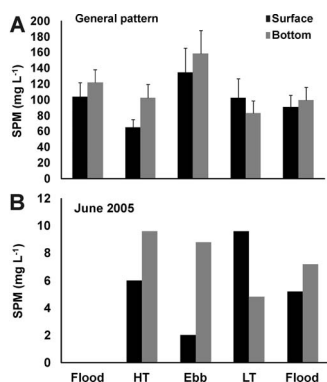 A
General pattern
Surface
Bottom
SPM (mg L-1)
200
180
160
140
120
100
80
60
40
20
0
B
June 2005
SPM (mg L-1)
12
10
8
6
4
2
0
Flood HT Ebb LT Flood